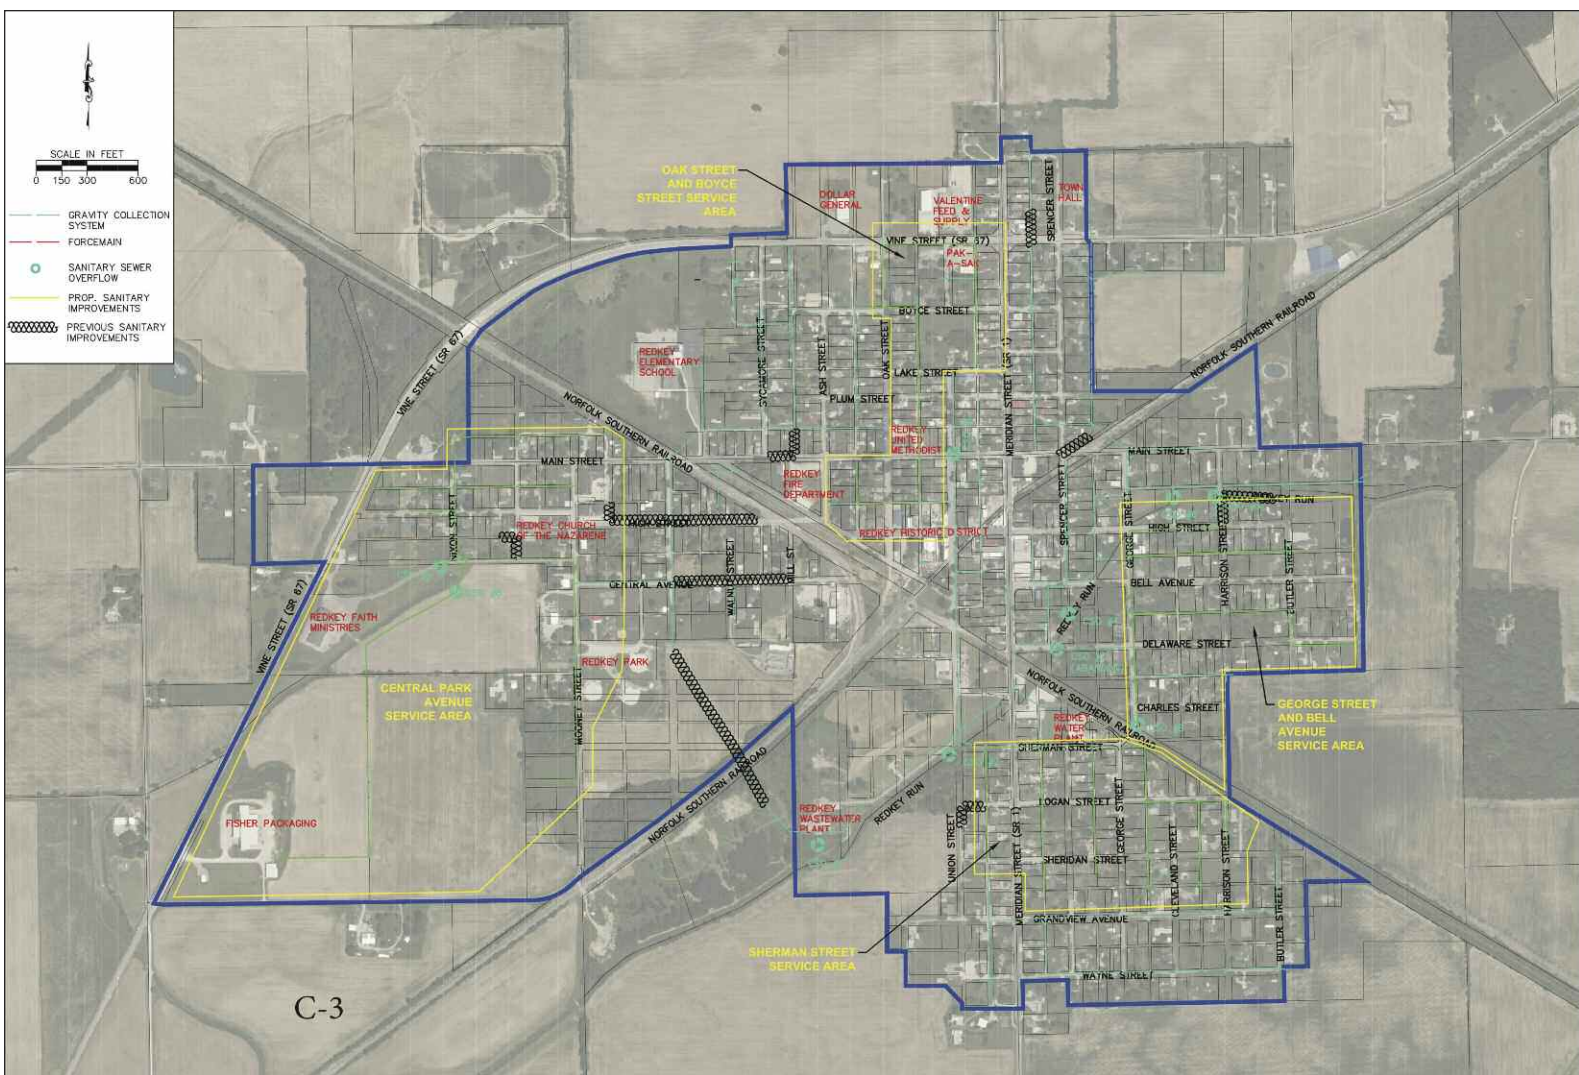 SCALE IN FEET
0 150 300 600
GRAVITY COLLECTION
SYSTEM
FORCEMAIN
SANITARY SEWER
OVERFLOW
PROP. SANITARY
IMPROVEMENTS
PREVIOUS SANITARY
IMPROVEMENTS
OAK STREET
AND BOYCE
STREET SERVICE
AREA
DOLLAR
GENERAL
VALENTINE
FEED &
SUPPLY
SPENCER STREET
TOWN
HALL
VINE STREET (SR 67)
PAK-
A-SAK
BOYCE STREET
NORFOLK SOUTHERN RAILROAD
VINE STREET (SR 67)
REDKEY
ELEMENTARY
SCHOOL
SYCAMORE STREET
ASH STREET
OAK STREET
LAKE STREET
PLUM STREET
MERIDIAN STREET (SR 1)
NORFOLK SOUTHERN RAILROAD
REDKEY
UNITED
METHODIST
MAIN STREET
MAIN STREET
REDKEY
FIRE
DEPARTMENT
NIXON STREET
REDKEY CHURCH
OF THE NAZARENE
REDKEY HISTORIC DISTRICT
SPENCER STREET
GEORGE STREET
HIGH STREET
HARRISON STREET
BUTLER STREET
CENTRAL AVENUE
WALNUT STREET
MILL ST
BELL AVENUE
REDKEY RUN
DELAWARE STREET
REDKEY FAITH
MINISTRIES
VINE STREET (SR 67)
REDKEY PARK
MOONEY STREET
CENTRAL PARK
AVENUE
SERVICE AREA
NORFOLK SOUTHERN RAILROAD
CHARLES STREET
GEORGE STREET
AND BELL
AVENUE
SERVICE AREA
REDKEY
WATER
PLANT
SHERMAN STREET
NORFOLK SOUTHERN RAILROAD
REDKEY
WASTEWATER
PLANT
REDKEY RUN
LOGAN STREET
FISHER PACKAGING
UNION STREET
MERIDIAN STREET (SR 1)
GEORGE STREET
SHERIDAN STREET
CLEVELAND STREET
HARRISON STREET
GRANDVIEW AVENUE
BUTLER STREET
SHERMAN STREET
SERVICE AREA
WAYNE STREET
C-3